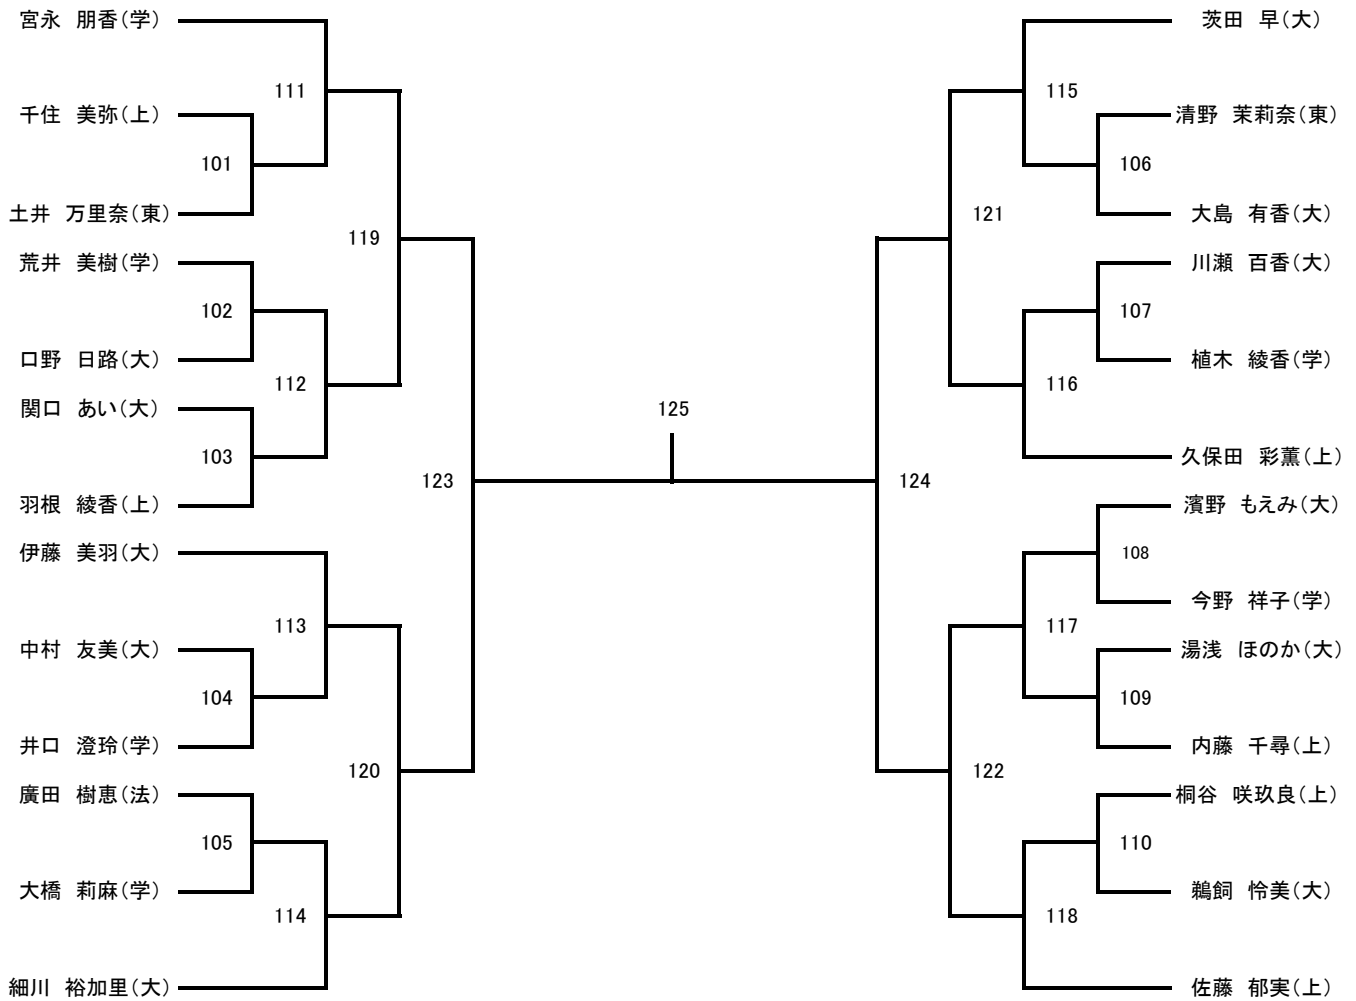 宮永　朋香（学）
茨田　早（大）
111
115
千住　美弥（上）
清野　茉莉奈（東）
101
106
土井　万里奈（東）
大島　有香（大）
121
119
荒井　美樹（学）
川瀬　百香（大）
102
107
口野　日路（大）
植木　綾香（学）
112
116
関口　あい（大）
125
103
久保田　彩薫（上）
123
124
羽根　綾香（上）
濱野　もえみ（大）
伊藤　美羽（大）
108
今野　祥子（学）
113
117
中村　友美（大）
湯浅　ほのか（大）
104
109
井口　澄玲（学）
内藤　千尋（上）
120
122
廣田　樹恵（法）
桐谷　咲玖良（上）
105
110
大橋　莉麻（学）
鵜飼　怜美（大）
114
118
細川　裕加里（大）
佐藤　郁実（上）